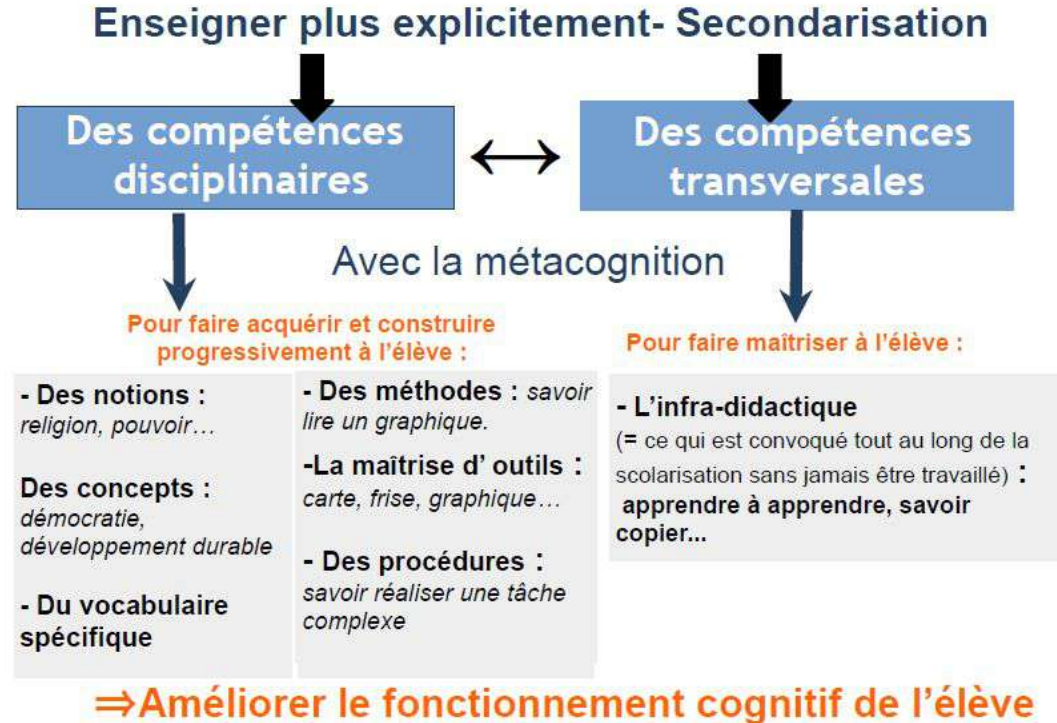 Enseigner plus explicitement- Secondarisation
Des compétences
disciplinaires
Des compétences
transversales
Avec la métacognition
Pour faire acquérir et construire
progressivement à l'élève :
- Des notions :
religion, pouvoir…
Des concepts :
démocratie,
développement durable
- Du vocabulaire
spécifique
- Des méthodes : savoir
lire un graphique.
-La maîtrise d' outils :
carte, frise, graphique…
- Des procédures :
savoir réaliser une tâche
complexe
Pour faire maîtriser à l'élève :
- L'infra-didactique
(= ce qui est convoqué tout au long de la
scolarisation sans jamais être travaillé) :
apprendre à apprendre, savoir
copier...
⇒Améliorer le fonctionnement cognitif de l'élève